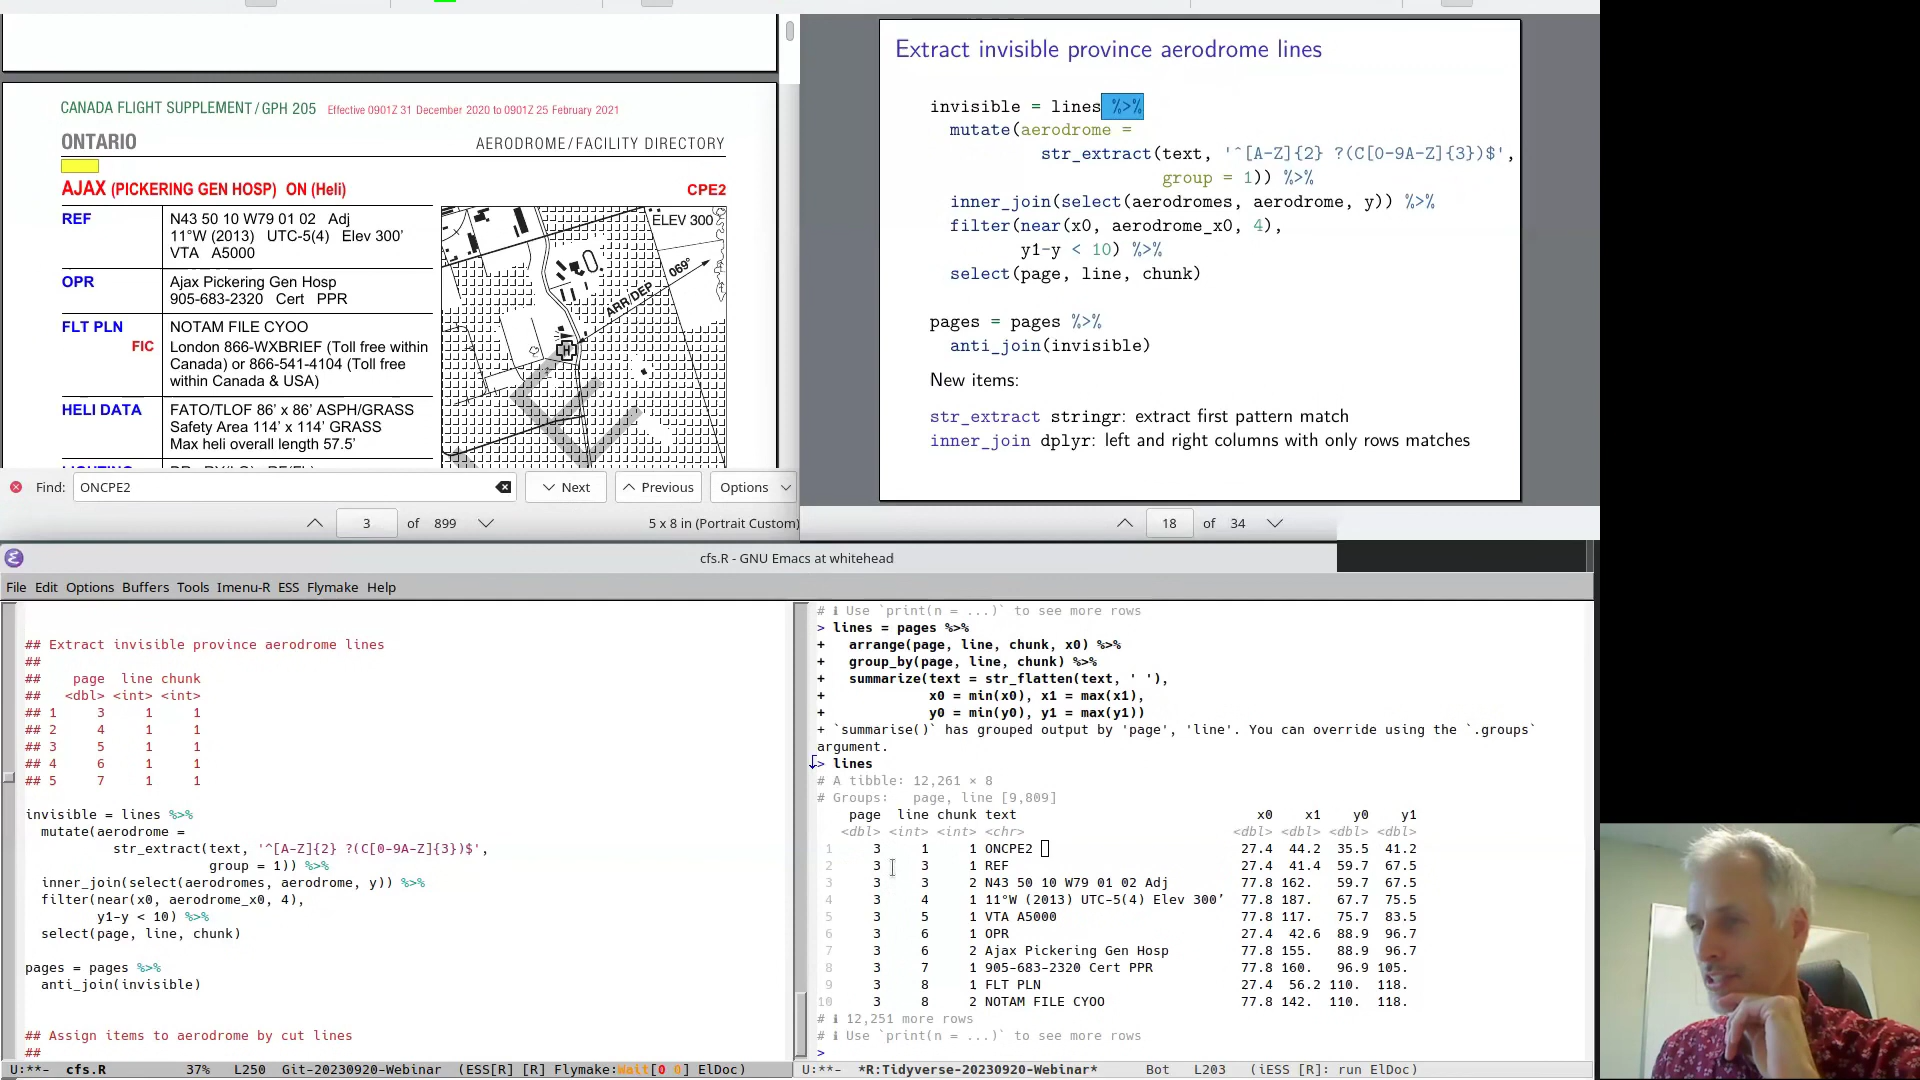 CANADA FLIGHT SUPPLEMENT / GPH 205 Effective 0901Z 31 December 2020 to 0901Z 25 February 2021
ONTARIO AERODROME / FACILITY DIRECTORY
AJAX (PICKERING GEN HOSP) ON (Heli) CPE2
REF N43 50 10 W79 01 02 Adj
11°W (2013) UTC-5(4) Elev 300'
VTA A5000
OPR Ajax Pickering Gen Hosp
905-683-2320 Cert PPR
FLT PLN NOTAM FILE CYOO
FIC London 866-WXBRIEF (Toll free within
Canada) or 866-541-4104 (Toll free
within Canada & USA)
HELI DATA FATO/TLOF 86' x 86' ASPH/GRASS
Safety Area 114' x 114' GRASS
Max heli overall length 57.5'
ELEV 300
069°
ARR/DEP
H
Find: ONCPE2 Next Previous Options
3 of 899 5 x 8 in (Portrait Custom)
Extract invisible province aerodrome lines
invisible = lines %>%
mutate(aerodrome =
str_extract(text, '^[A-Z]{2} ?(C[0-9A-Z]{3})$',
group = 1)) %>%
inner_join(select(aerodromes, aerodrome, y)) %>%
filter(near(x0, aerodrome_x0, 4),
y1-y < 10) %>%
select(page, line, chunk)
pages = pages %>%
anti_join(invisible)
New items:
str_extract stringr: extract first pattern match
inner_join dplyr: left and right columns with only rows matches
18 of 34
cfs.R - GNU Emacs at whitehead
File Edit Options Buffers Tools Imenu-R ESS Flymake Help
## Extract invisible province aerodrome lines
##
## page line chunk
## <dbl> <int> <int>
## 1 3 1 1
## 2 4 1 1
## 3 5 1 1
## 4 6 1 1
## 5 7 1 1
invisible = lines %>%
mutate(aerodrome =
str_extract(text, '^[A-Z]{2} ?(C[0-9A-Z]{3})$',
group = 1)) %>%
inner_join(select(aerodromes, aerodrome, y)) %>%
filter(near(x0, aerodrome_x0, 4),
y1-y < 10) %>%
select(page, line, chunk)
pages = pages %>%
anti_join(invisible)
## Assign items to aerodrome by cut lines
##
U:**- cfs.R 37% L250 Git-20230920-Webinar (ESS[R] [R] Flymake:Wait[0 0] ElDoc)
# ℹ Use `print(n = ...)` to see more rows
> lines = pages %>%
+ arrange(page, line, chunk, x0) %>%
+ group_by(page, line, chunk) %>%
+ summarize(text = str_flatten(text, ' '),
+ x0 = min(x0), x1 = max(x1),
+ y0 = min(y0), y1 = max(y1))
+ `summarise()` has grouped output by 'page', 'line'. You can override using the `.groups`
argument.
> lines
# A tibble: 12,261 × 8
# Groups: page, line [9,809]
page line chunk text x0 x1 y0 y1
<dbl> <int> <int> <chr> <dbl> <dbl> <dbl> <dbl>
1 3 1 1 ONCPE2 27.4 44.2 35.5 41.2
2 3 3 1 REF 27.4 41.4 59.7 67.5
3 3 3 2 N43 50 10 W79 01 02 Adj 77.8 162. 59.7 67.5
4 3 4 1 11°W (2013) UTC-5(4) Elev 300’ 77.8 187. 67.7 75.5
5 3 5 1 VTA A5000 77.8 117. 75.7 83.5
6 3 6 1 OPR 27.4 42.6 88.9 96.7
7 3 6 2 Ajax Pickering Gen Hosp 77.8 155. 88.9 96.7
8 3 7 1 905-683-2320 Cert PPR 77.8 160. 96.9 105.
9 3 8 1 FLT PLN 27.4 56.2 110. 118.
10 3 8 2 NOTAM FILE CYOO 77.8 142. 110. 118.
# ℹ 12,251 more rows
# ℹ Use `print(n = ...)` to see more rows
>
U:**- *R:Tidyverse-20230920-Webinar* Bot L203 (iESS [R]: run ElDoc)